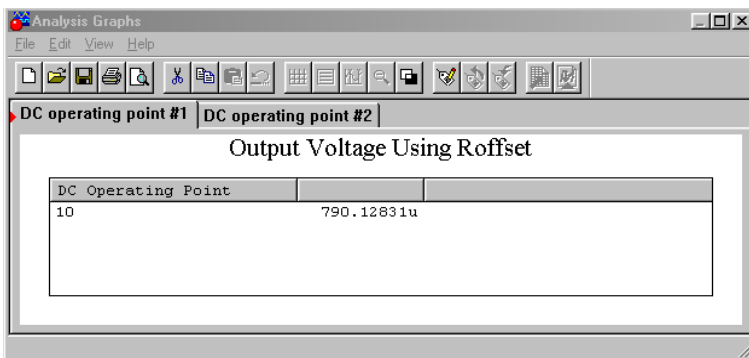 Analysis Graphs
File Edit View Help
DC operating point #1 DC operating point #2
Output Voltage Using Roffset
DC Operating Point
10 790.12831u